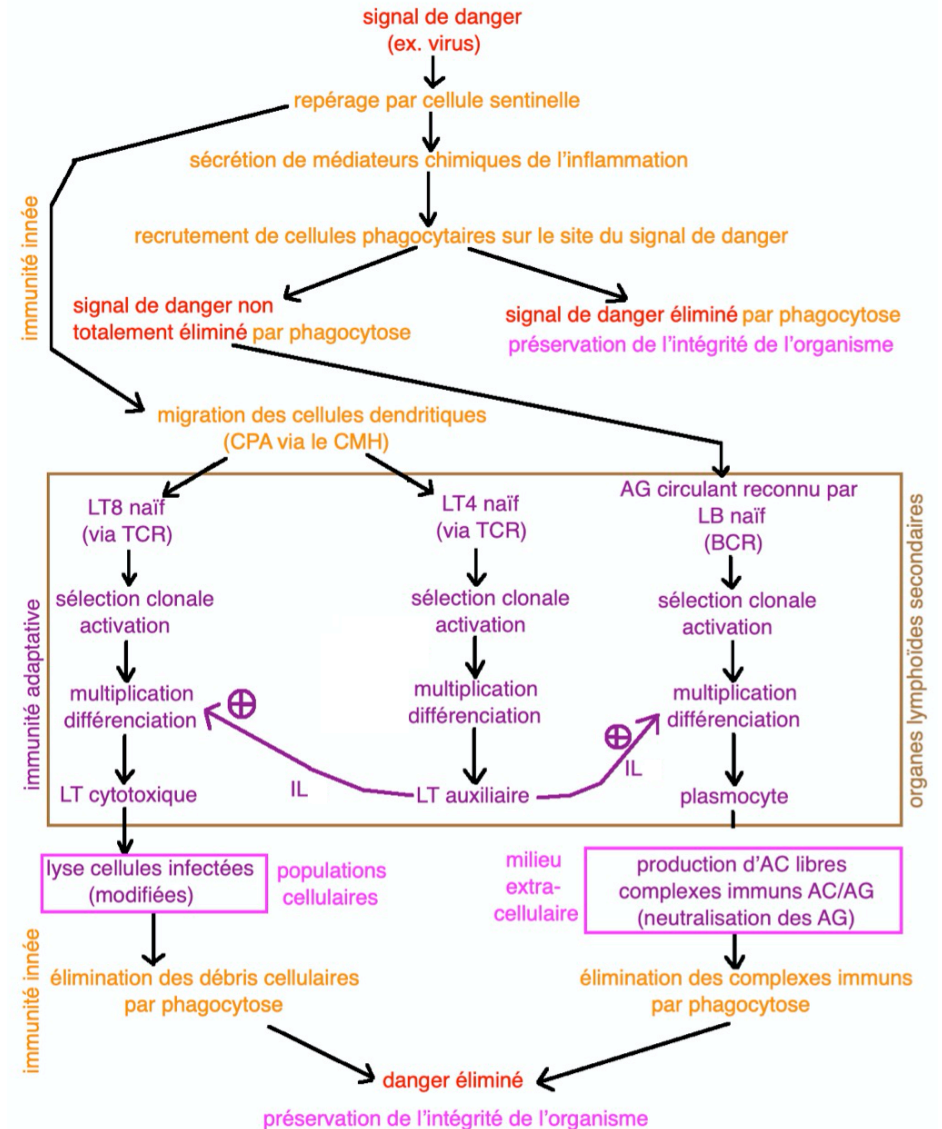 signal de danger
(ex. virus)
repérage par cellule sentinelle
sécrétion de médiateurs chimiques de l'inflammation
immunité innée
recrutement de cellules phagocytaires sur le site du signal de danger
signal de danger non
totalement éliminé par phagocytose
signal de danger éliminé par phagocytose
préservation de l'intégrité de l'organisme
migration des cellules dendritiques
(CPA via le CMH)
immunité adaptative
organes lymphoïdes secondaires
LT8 naïf
(via TCR)
sélection clonale
activation
multiplication
différenciation
LT cytotoxique
LT4 naïf
(via TCR)
sélection clonale
activation
multiplication
différenciation
LT auxiliaire
AG circulant reconnu par
LB naïf
(BCR)
sélection clonale
activation
multiplication
différenciation
plasmocyte
IL
IL
lyse cellules infectées
(modifiées)
populations
cellulaires
milieu
extra-
cellulaire
production d'AC libres
complexes immuns AC/AG
(neutralisation des AG)
immunité innée
élimination des débris cellulaires
par phagocytose
élimination des complexes immuns
par phagocytose
danger éliminé
préservation de l'intégrité de l'organisme